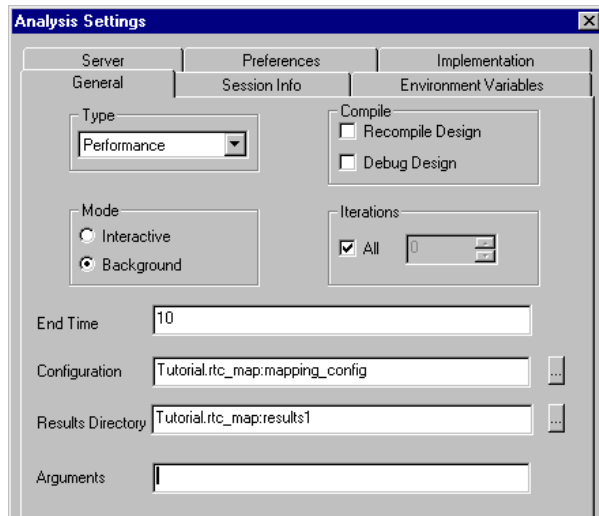 Analysis Settings
Server Preferences Implementation
General Session Info Environment Variables
Type
Performance
Compile
Recompile Design
Debug Design
Mode
Interactive
Background
Iterations
All 0
End Time 10
Configuration Tutorial.rtc_map:mapping_config ...
Results Directory Tutorial.rtc_map:results1 ...
Arguments